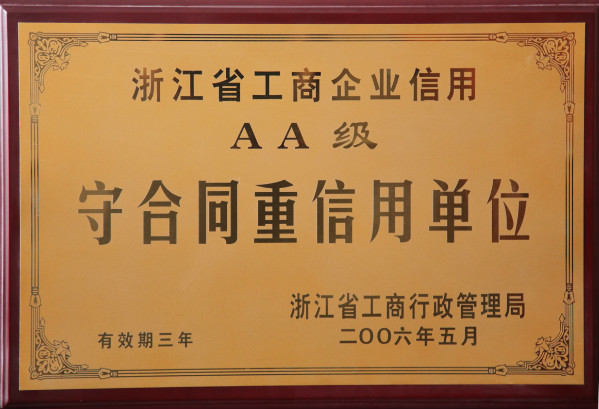 浙江省工商企业信用
AA级
守合同重信用单位
浙江省工商行政管理局
有效期三年
二OO六年五月